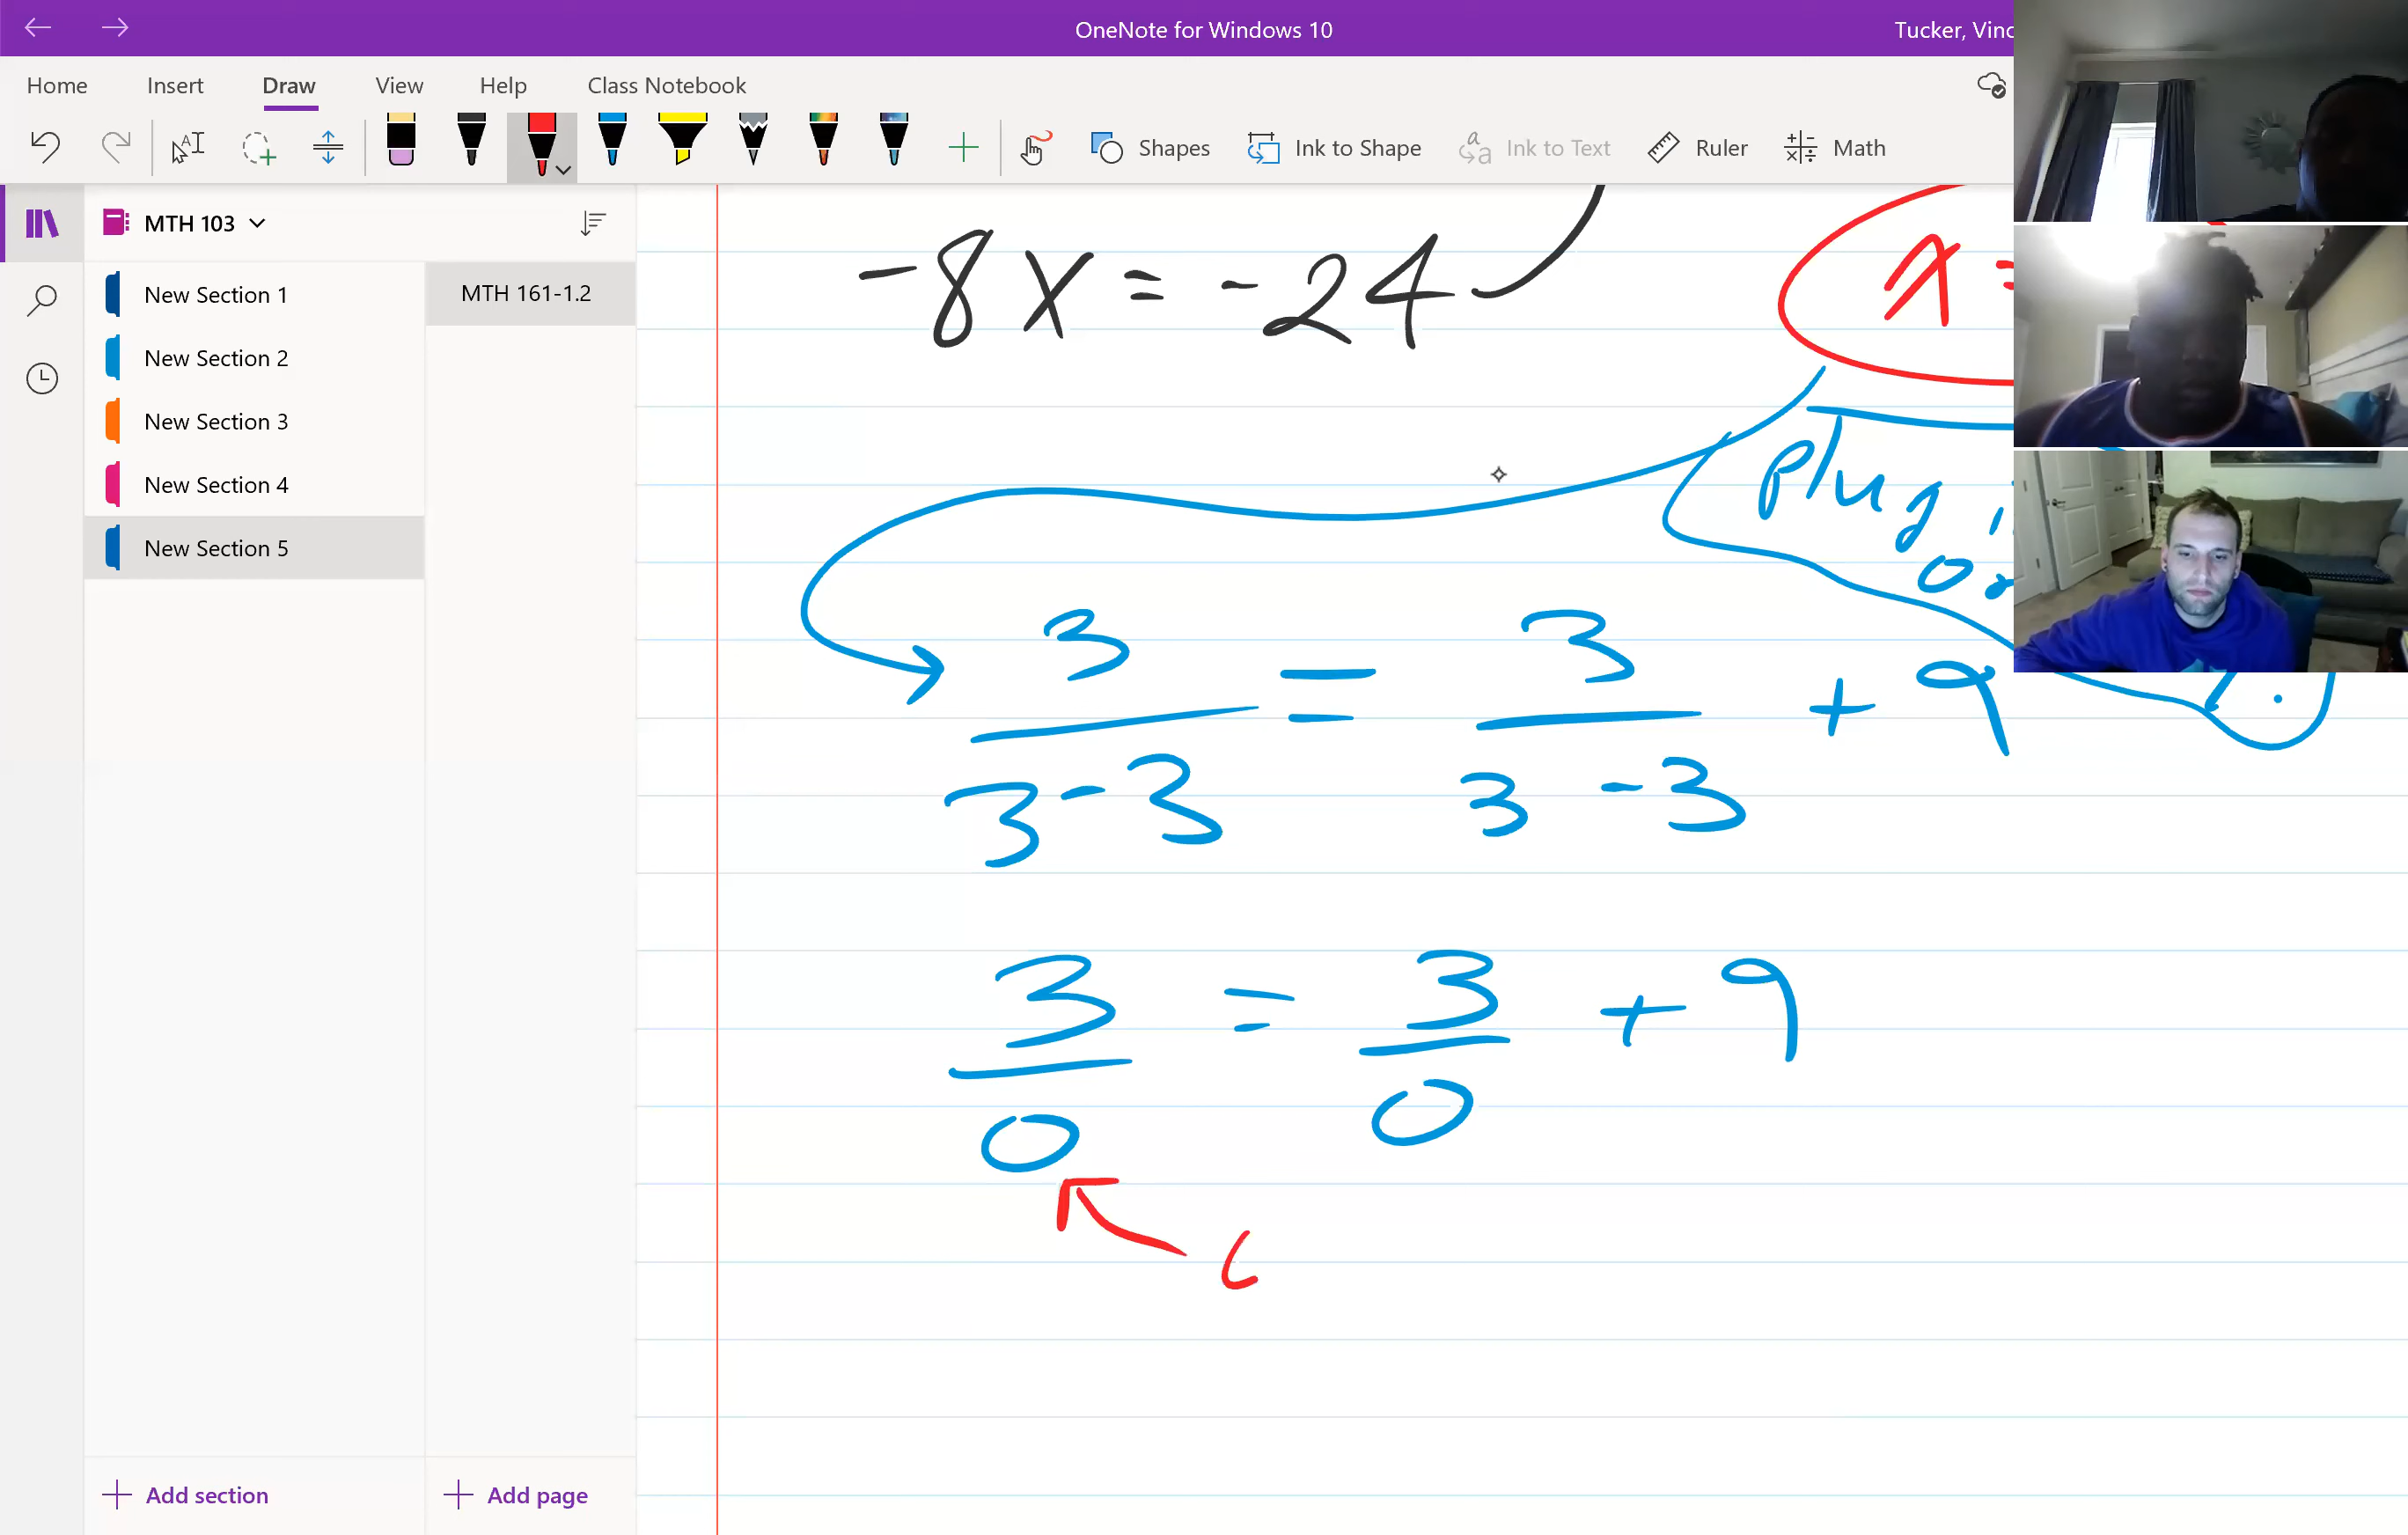 OneNote for Windows 10
Tucker, Vinc
Home Insert Draw View Help Class Notebook
Shapes Ink to Shape Ink to Text Ruler Math
MTH 103
New Section 1
New Section 2
New Section 3
New Section 4
New Section 5
MTH 161-1.2
Add section
Add page
-8x = -24
x =
plug
3/(3-3) = 3/(3-3) + 9
3/0 = 3/0 + 9